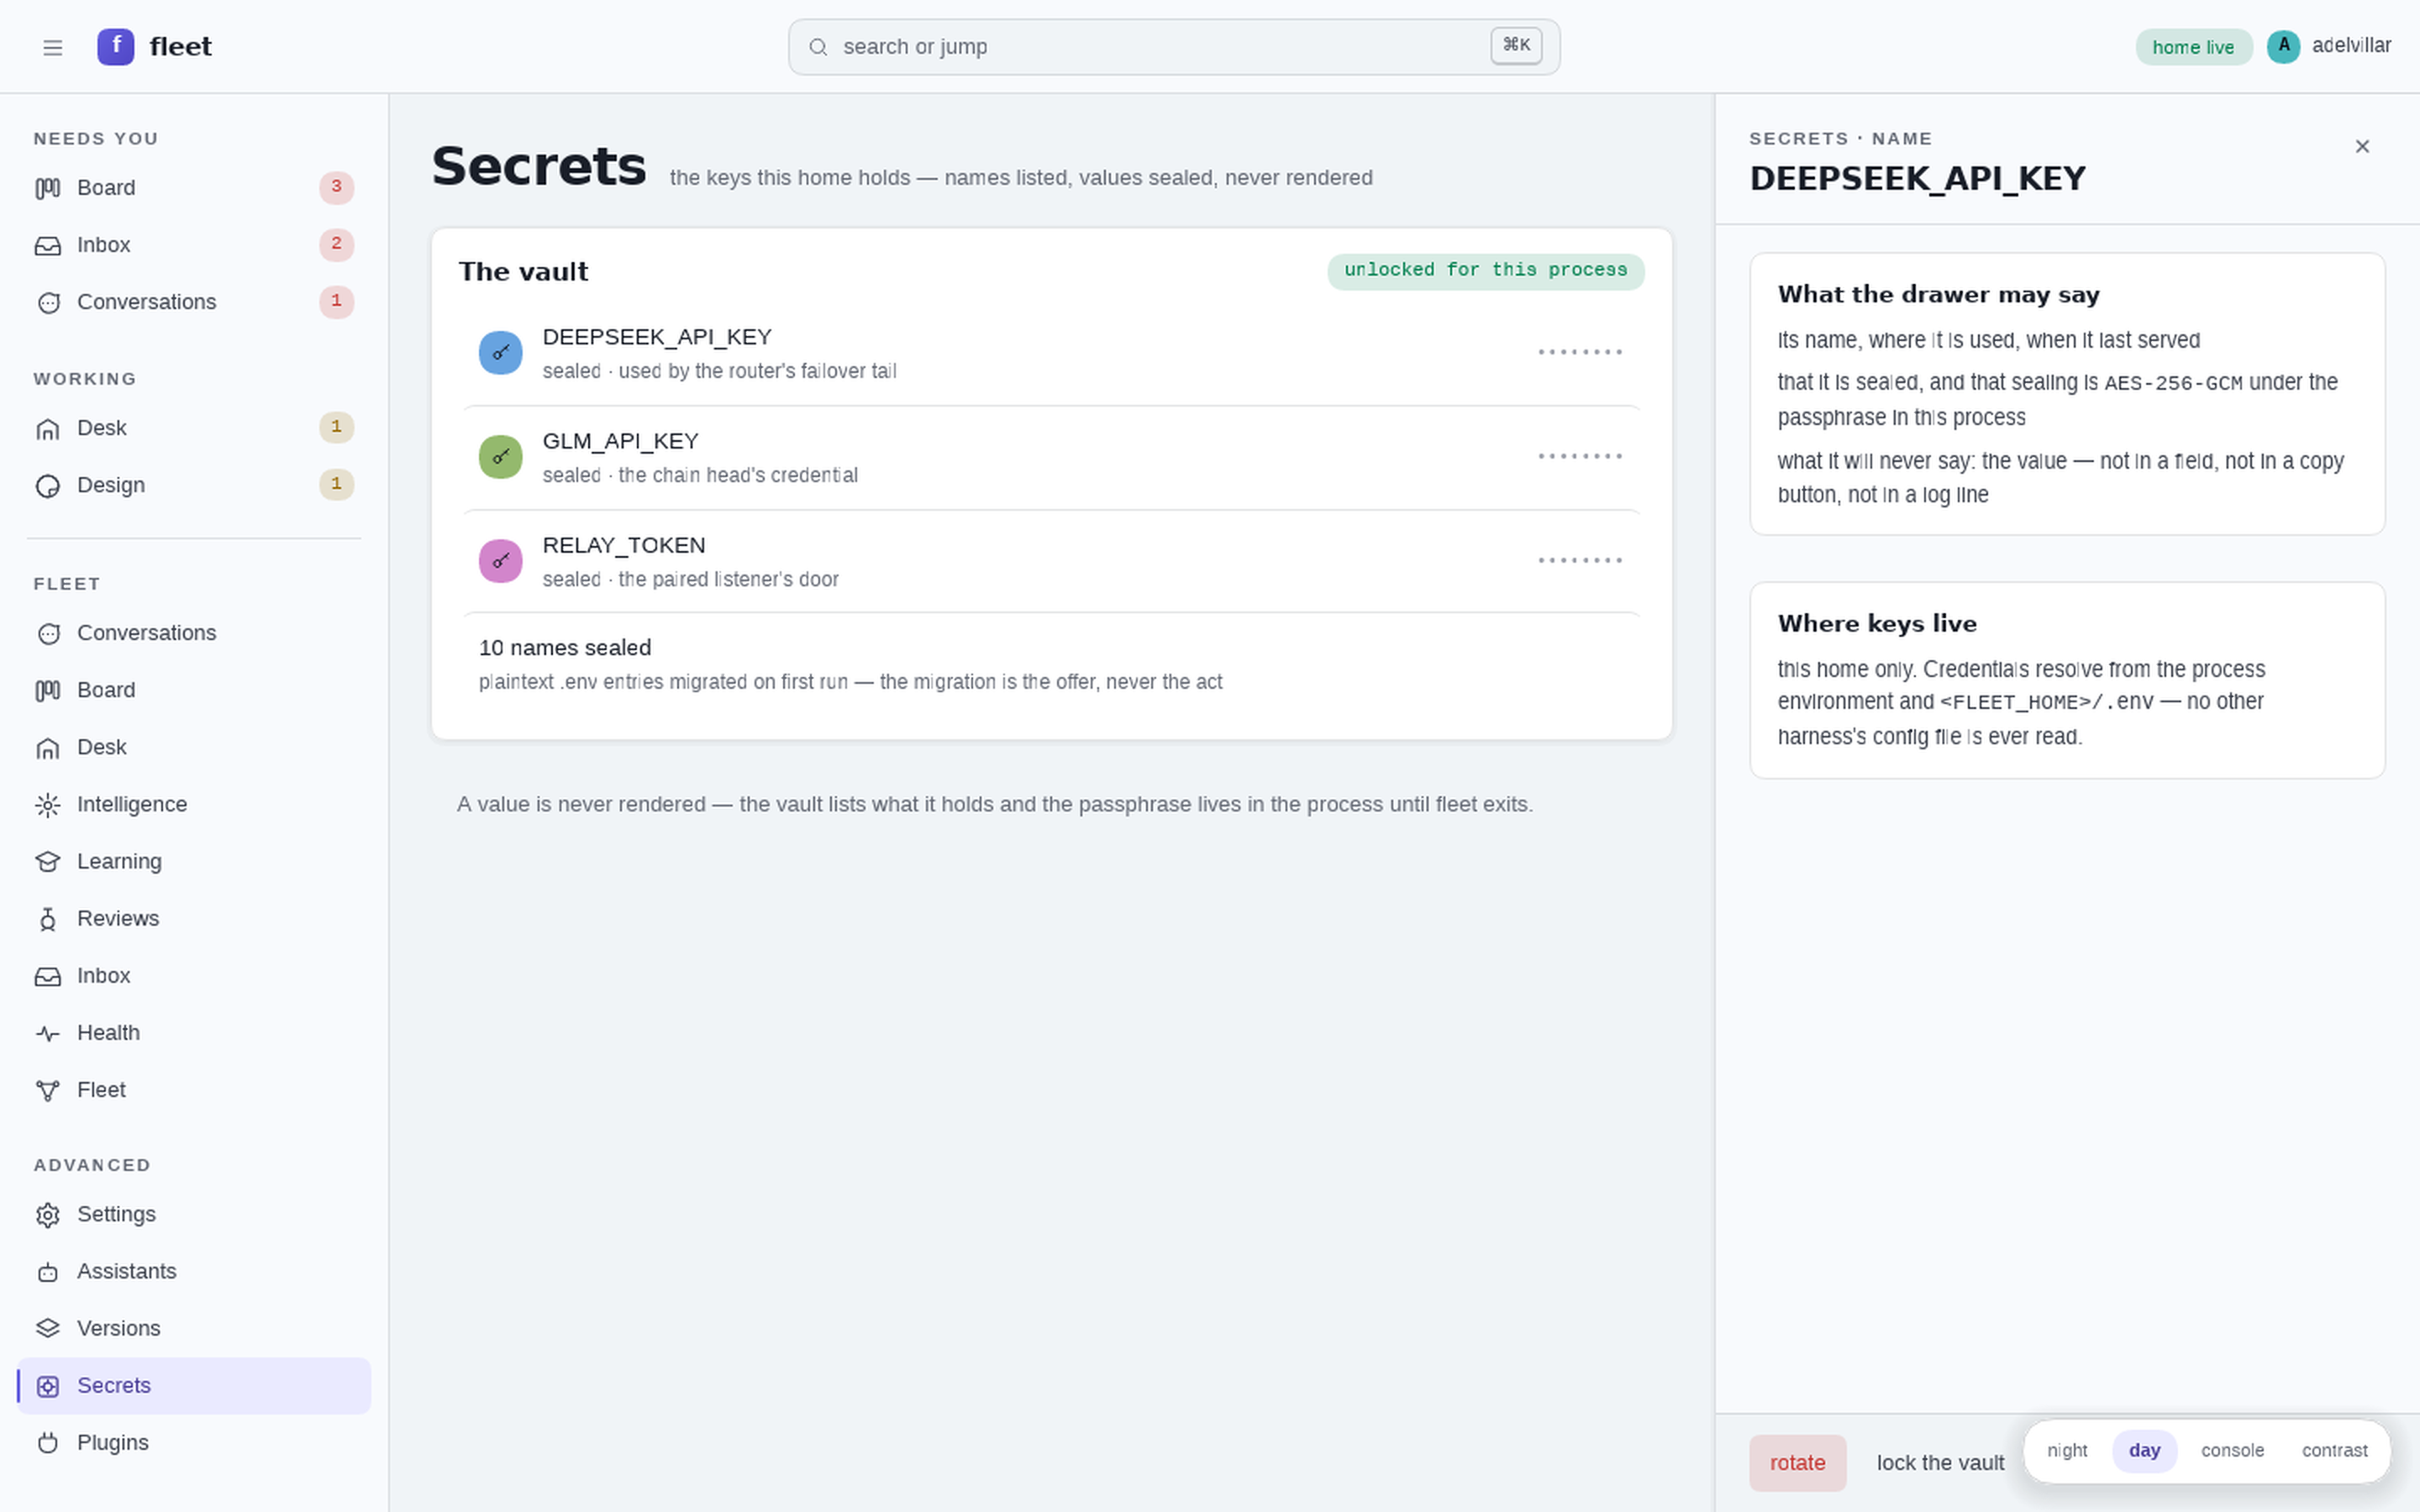 f fleet
search or jump ⌘K
home live A adelvillar
NEEDS YOU
Board 3
Inbox 2
Conversations 1
WORKING
Desk 1
Design 1
FLEET
Conversations
Board
Desk
Intelligence
Learning
Reviews
Inbox
Health
Fleet
ADVANCED
Settings
Assistants
Versions
Secrets
Plugins
Secrets the keys this home holds — names listed, values sealed, never rendered
The vault unlocked for this process
DEEPSEEK_API_KEY
sealed · used by the router's failover tail
GLM_API_KEY
sealed · the chain head's credential
RELAY_TOKEN
sealed · the paired listener's door
10 names sealed
plaintext .env entries migrated on first run — the migration is the offer, never the act
A value is never rendered — the vault lists what it holds and the passphrase lives in the process until fleet exits.
SECRETS · NAME
DEEPSEEK_API_KEY
What the drawer may say
Its name, where it is used, when it last served
that it is sealed, and that sealing is AES-256-GCM under the
passphrase in this process
what it will never say: the value — not in a field, not in a copy
button, not in a log line
Where keys live
this home only. Credentials resolve from the process
environment and <FLEET_HOME>/.env — no other
harness's config file is ever read.
rotate lock the vault
night day console contrast